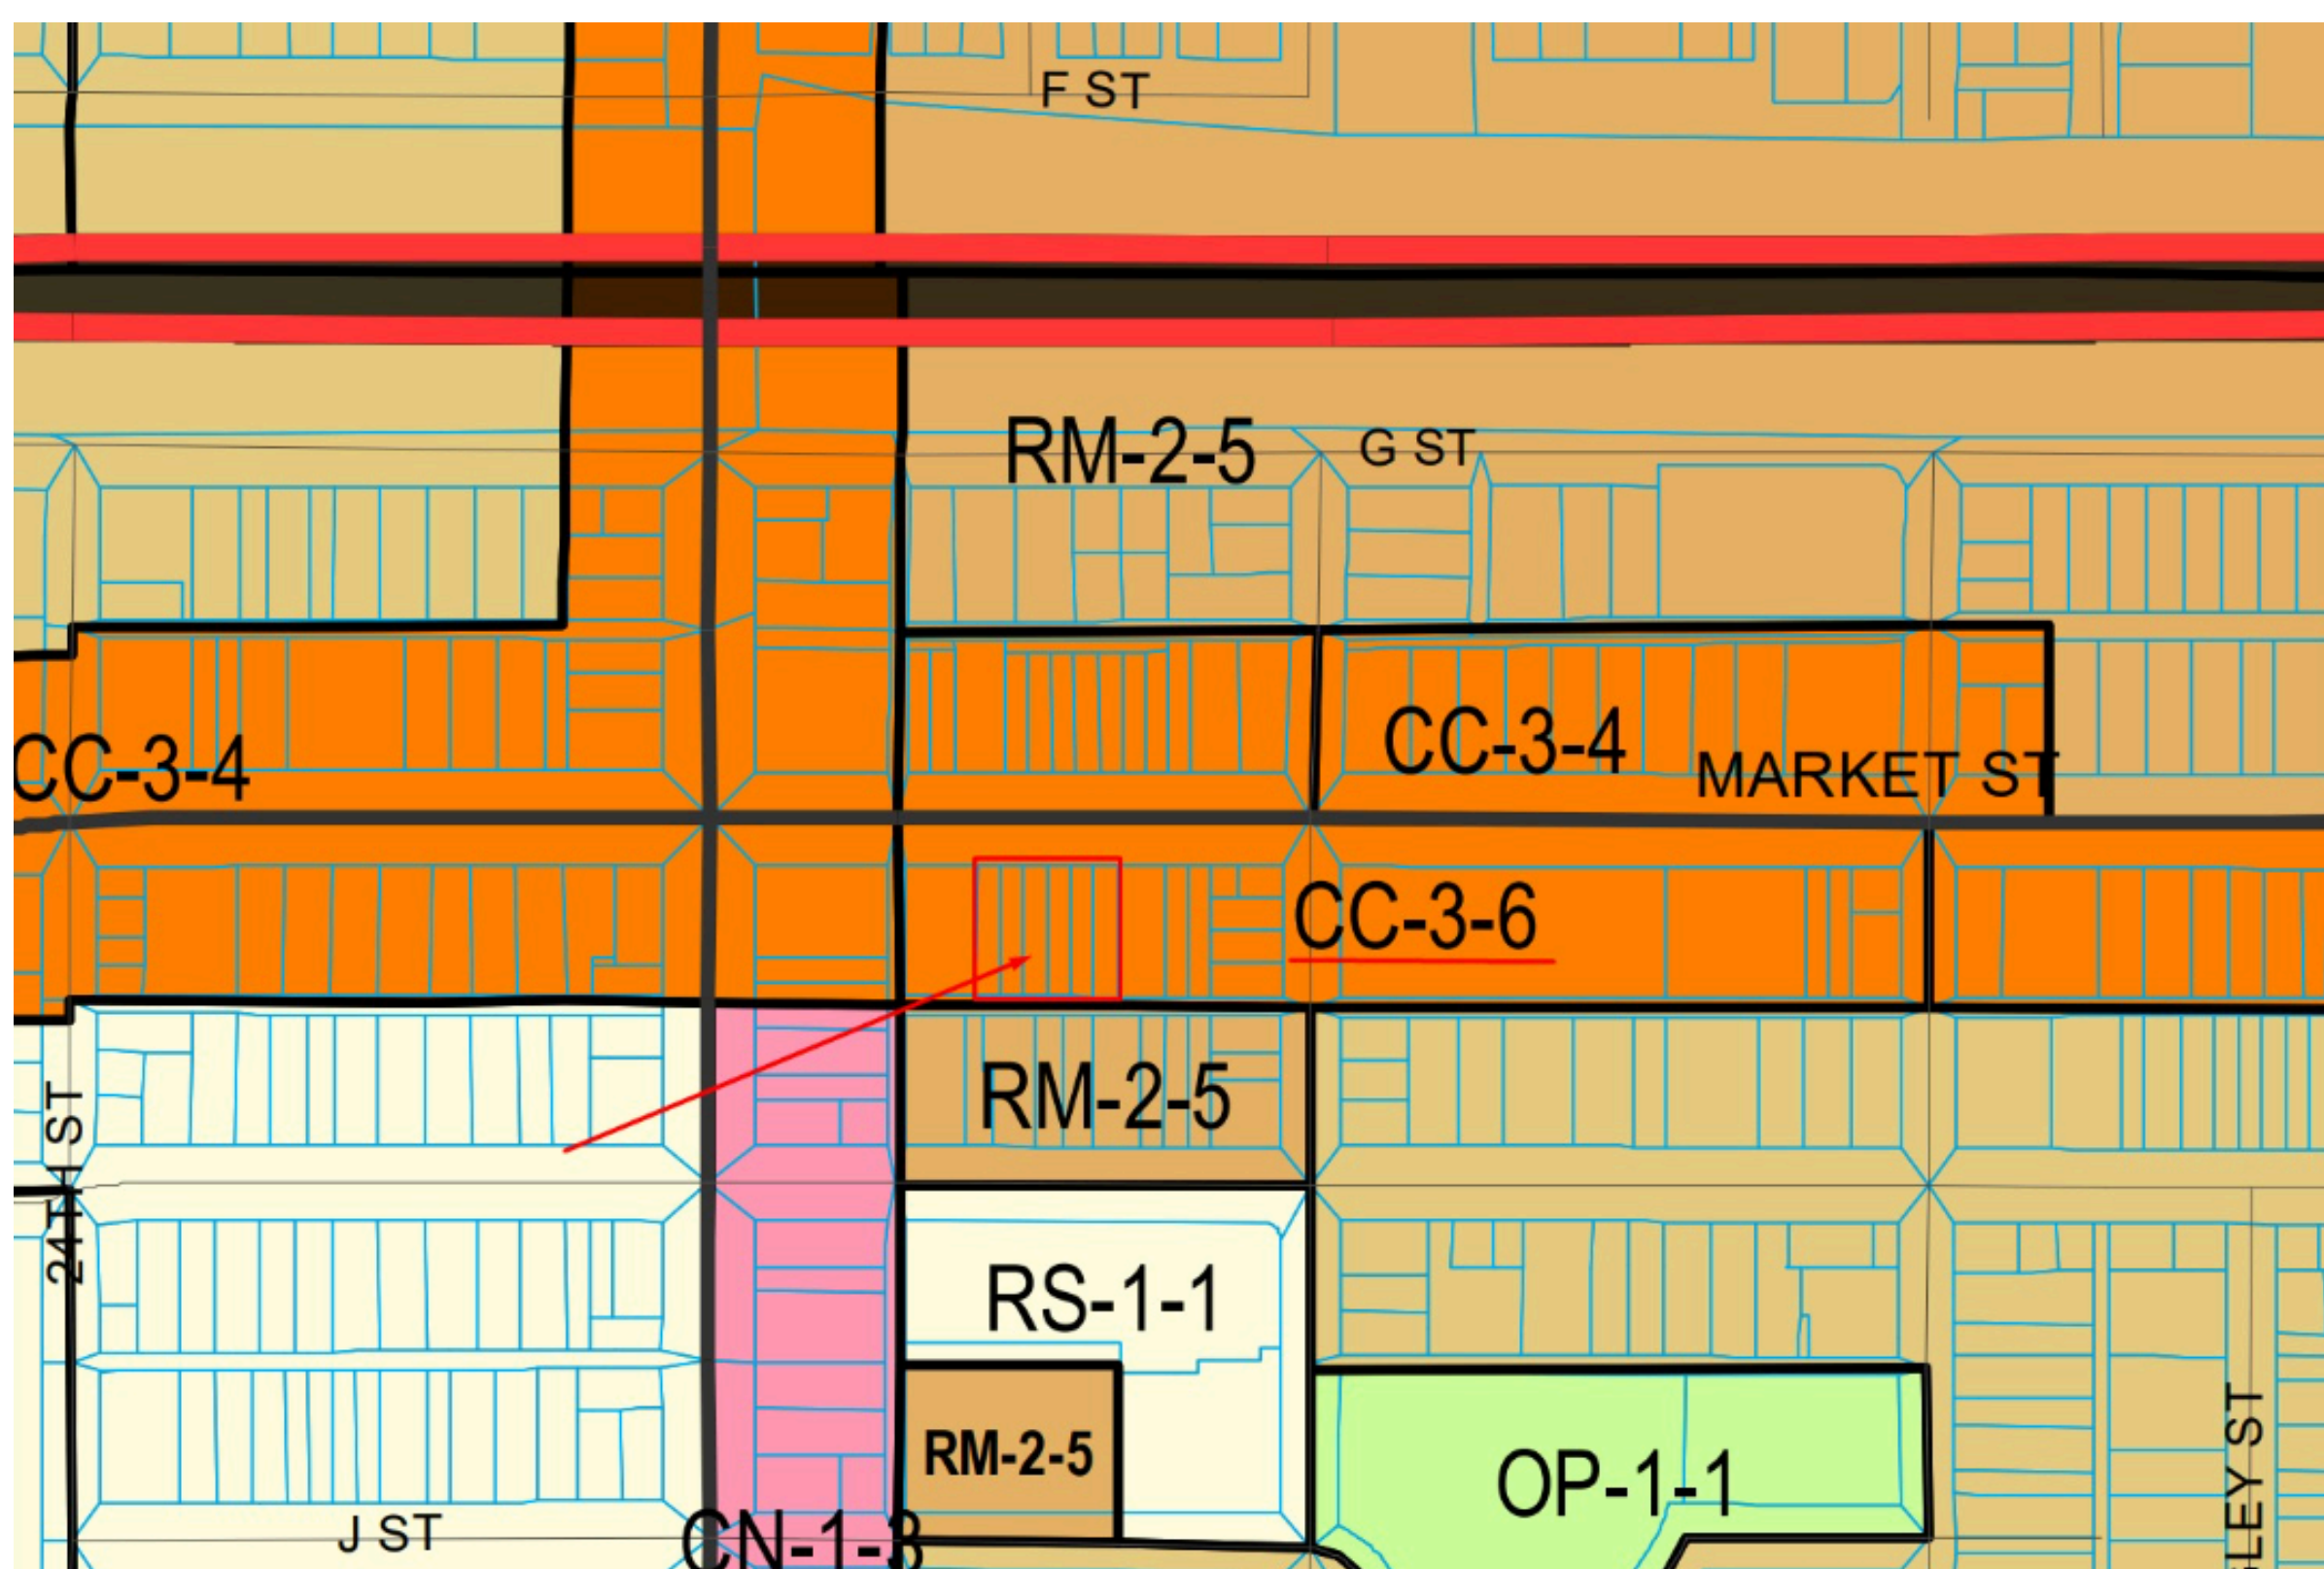 F ST
RM-2-5
G ST
CC-3-4
CC-3-4
MARKET ST
CC-3-6
RM-2-5
24TH ST
RS-1-1
RM-2-5
OP-1-1
J ST
CN-1-3